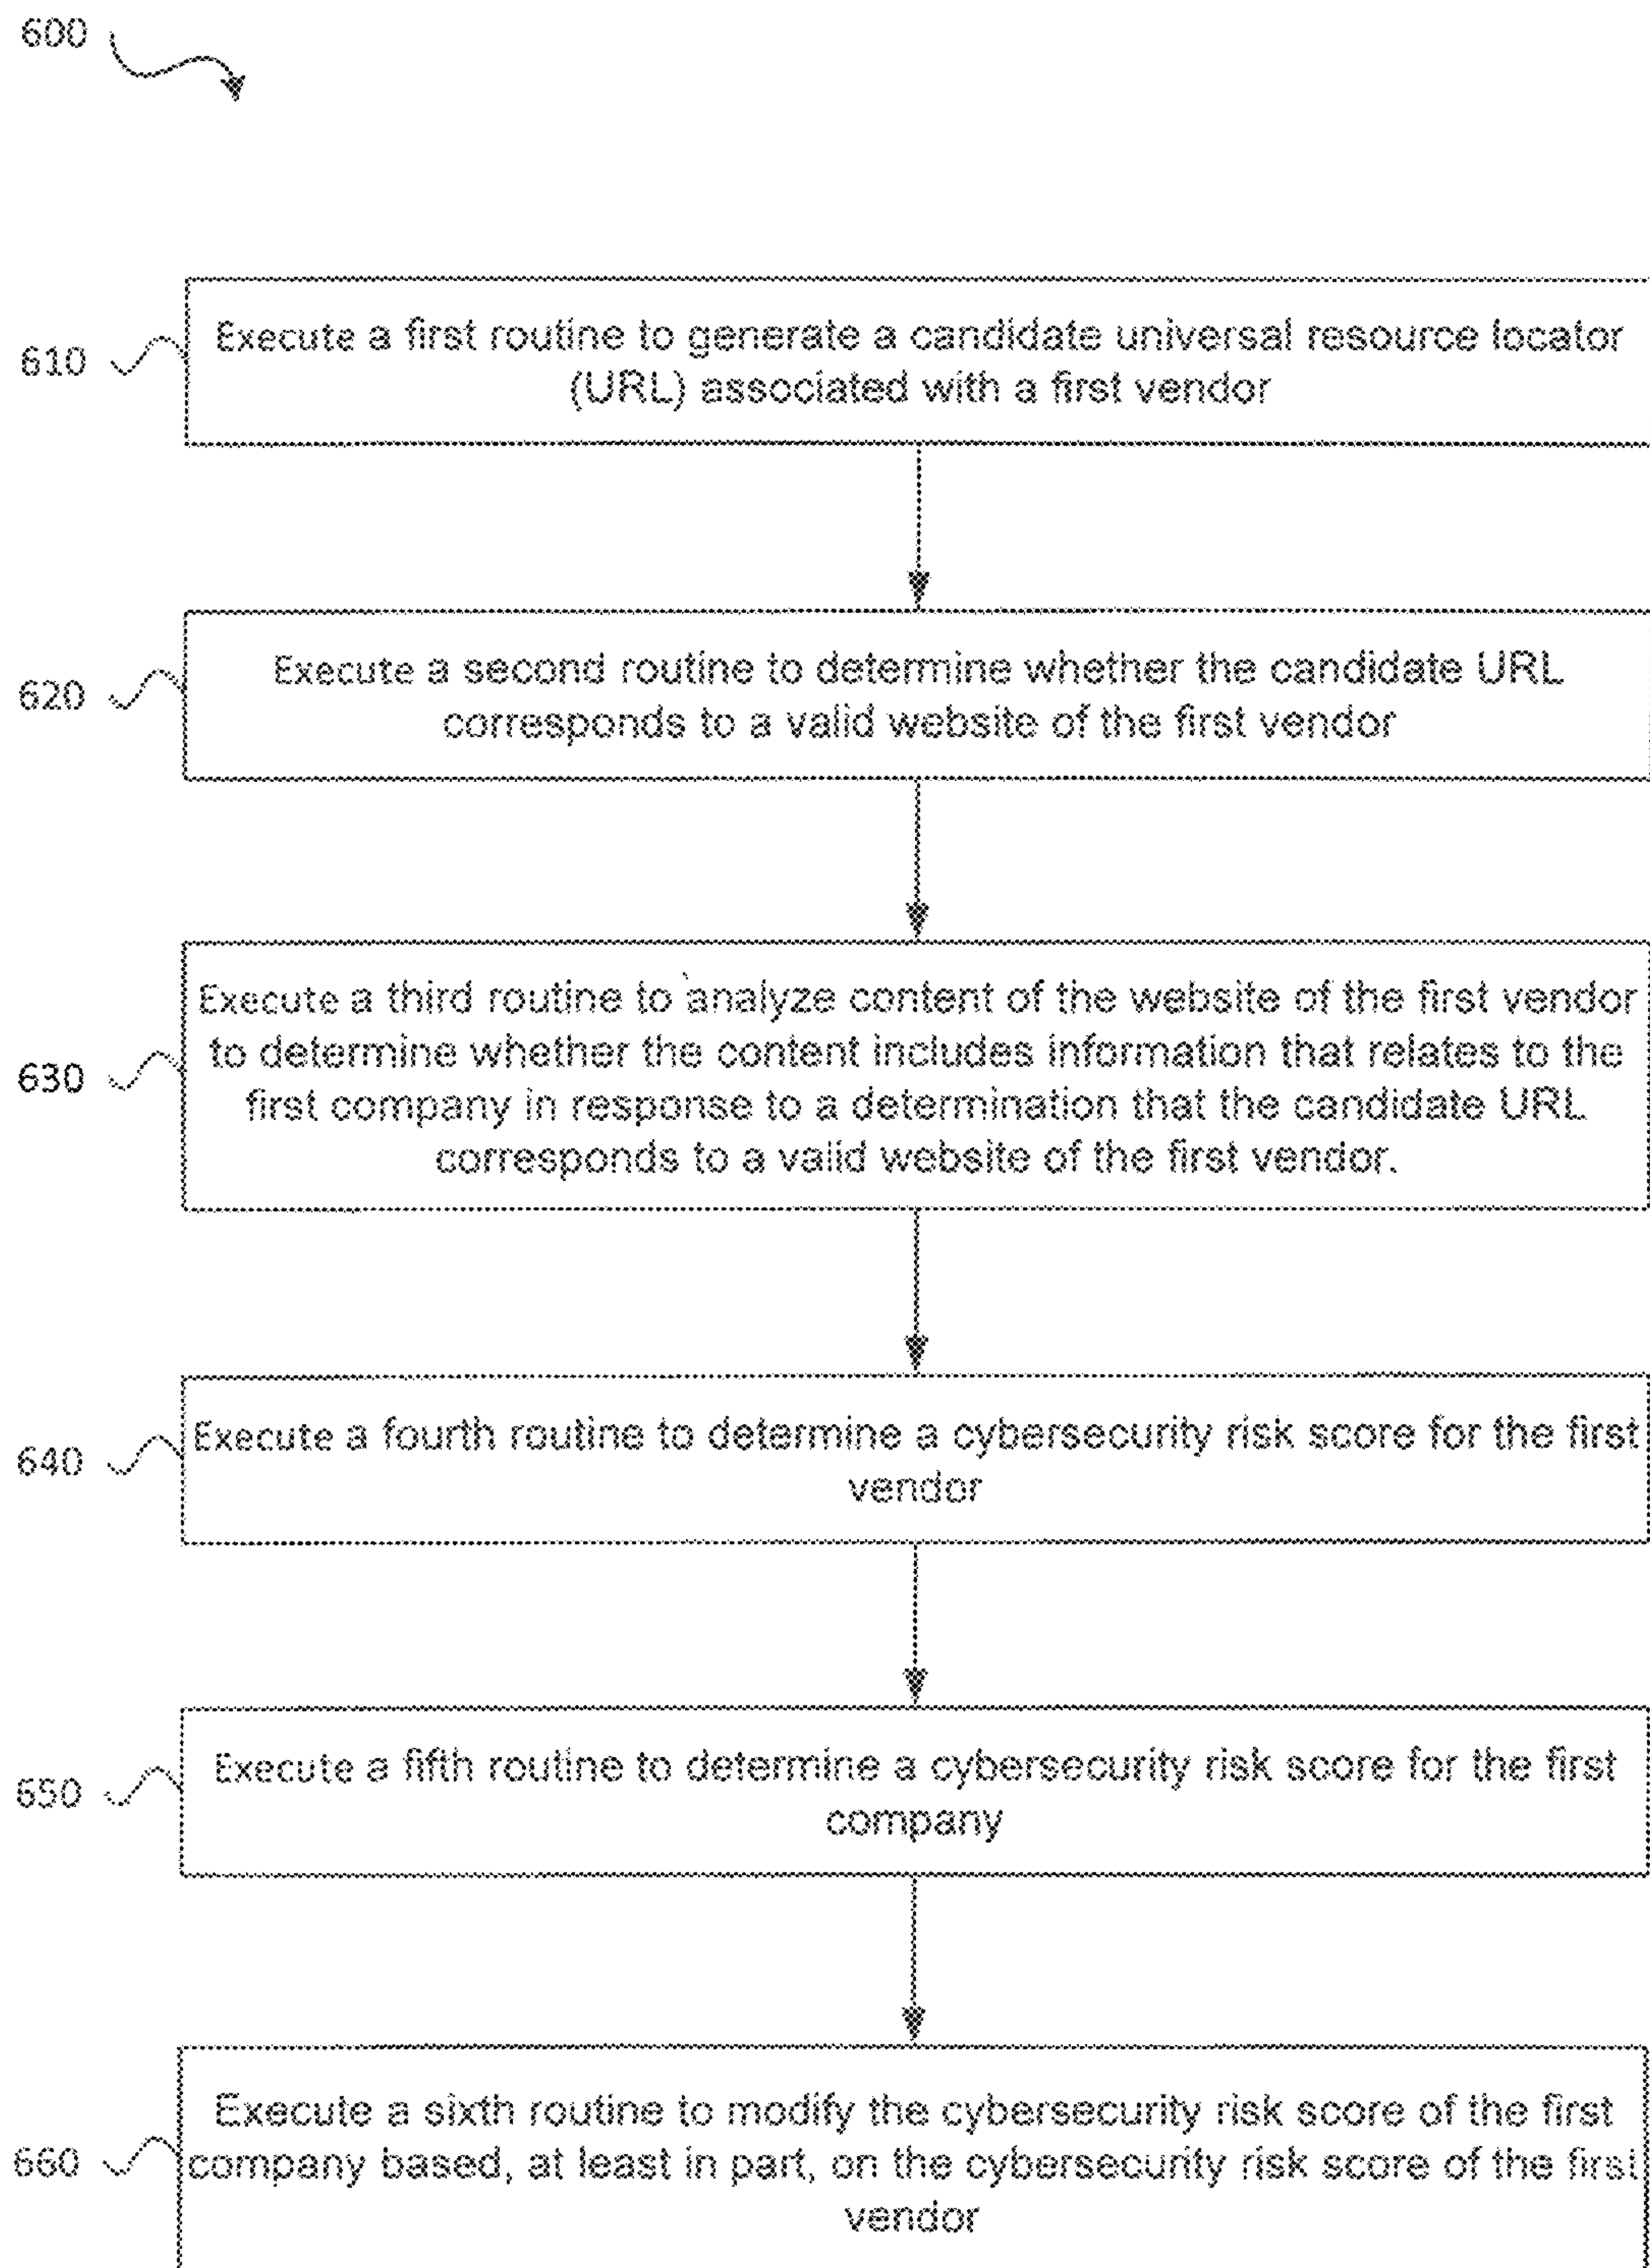 600
610
Execute a first routine to generate a candidate universal resource locator
(URL) associated with a first vendor
620
Execute a second routine to determine whether the candidate URL
corresponds to a valid website of the first vendor
630
Execute a third routine to analyze content of the website of the first vendor
to determine whether the content includes information that relates to the
first company in response to a determination that the candidate URL
corresponds to a valid website of the first vendor.
640
Execute a fourth routine to determine a cybersecurity risk score for the first
vendor
650
Execute a fifth routine to determine a cybersecurity risk score for the first
company
660
Execute a sixth routine to modify the cybersecurity risk score of the first
company based, at least in part, on the cybersecurity risk score of the first
vendor